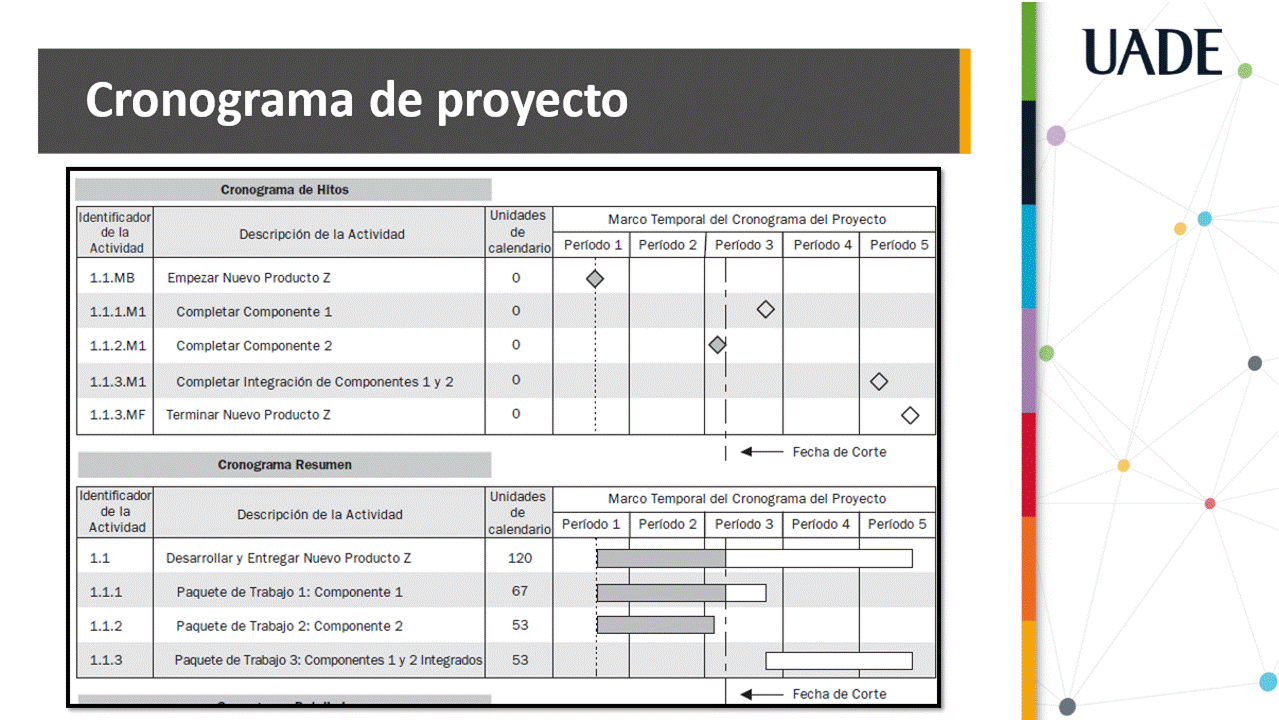 UADE
Cronograma de proyecto
Cronograma de Hitos
Identificador de la Actividad
Descripción de la Actividad
Unidades de calendario
Marco Temporal del Cronograma del Proyecto
Período 1 Período 2 Período 3 Período 4 Período 5
1.1.MB Empezar Nuevo Producto Z 0
1.1.1.M1 Completar Componente 1 0
1.1.2.M1 Completar Componente 2 0
1.1.3.M1 Completar Integración de Componentes 1 y 2 0
1.1.3.MF Terminar Nuevo Producto Z 0
Fecha de Corte
Cronograma Resumen
Identificador de la Actividad
Descripción de la Actividad
Unidades de calendario
Marco Temporal del Cronograma del Proyecto
Período 1 Período 2 Período 3 Período 4 Período 5
1.1 Desarrollar y Entregar Nuevo Producto Z 120
1.1.1 Paquete de Trabajo 1: Componente 1 67
1.1.2 Paquete de Trabajo 2: Componente 2 53
1.1.3 Paquete de Trabajo 3: Componentes 1 y 2 Integrados 53
Fecha de Corte